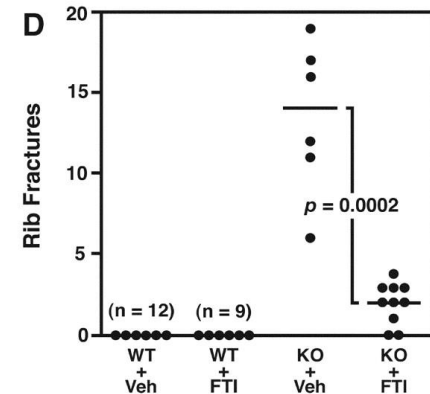 D
20
15
10
5
0
Rib Fractures
(n = 12) (n = 9)
p = 0.0002
WT + Veh
WT + FTI
KO + Veh
KO + FTI